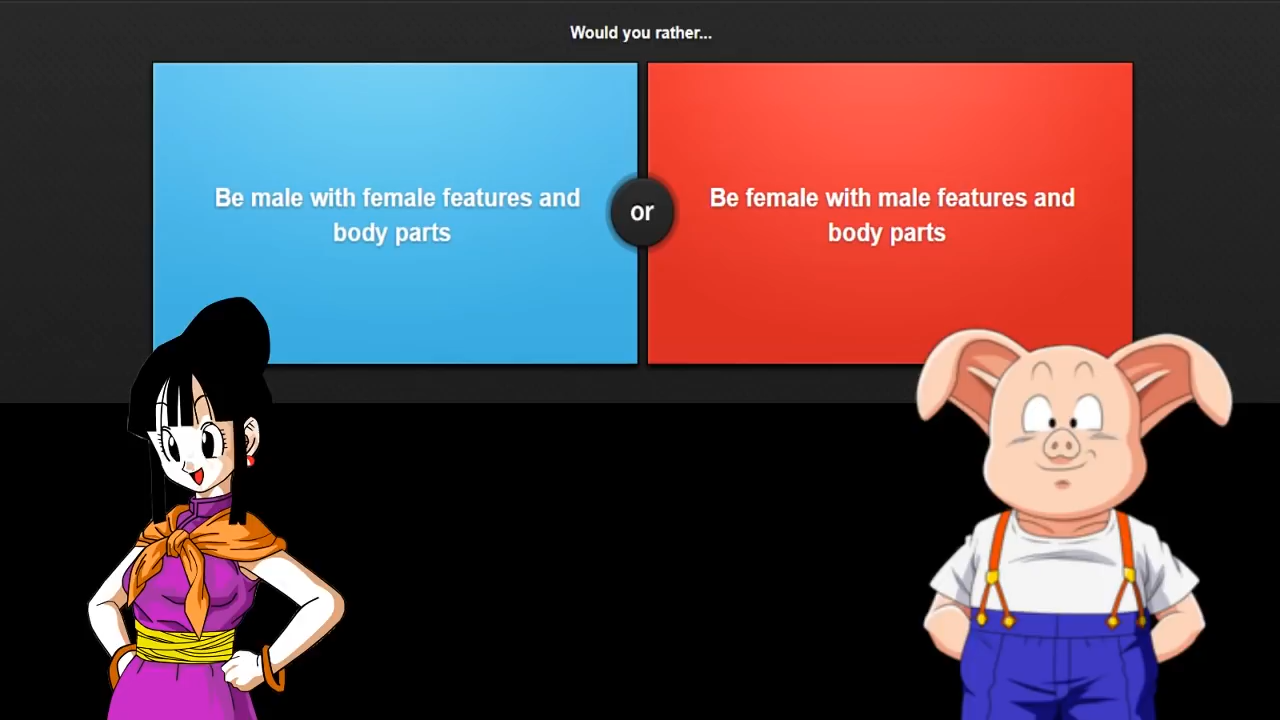 Would you rather...
Be male with female features and
body parts
or
Be female with male features and
body parts